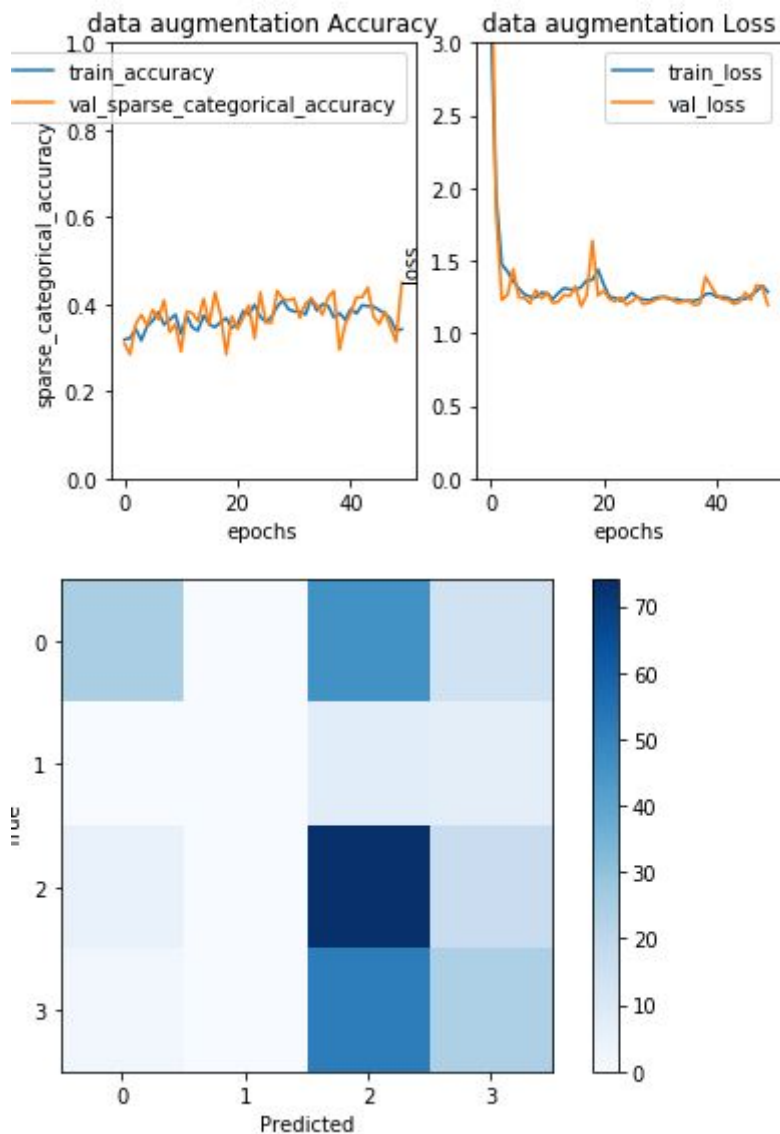 data augmentation Accuracy
1.0
0.8
0.6
0.4
0.2
0.0
sparse_categorical_accuracy
train_accuracy
val_sparse_categorical_accuracy
0 20 40
epochs
data augmentation Loss
3.0
2.5
2.0
1.5
1.0
0.5
0.0
loss
train_loss
val_loss
0 20 40
epochs
0
1
2
3
0 1 2 3
Predicted
70
60
50
40
30
20
10
0